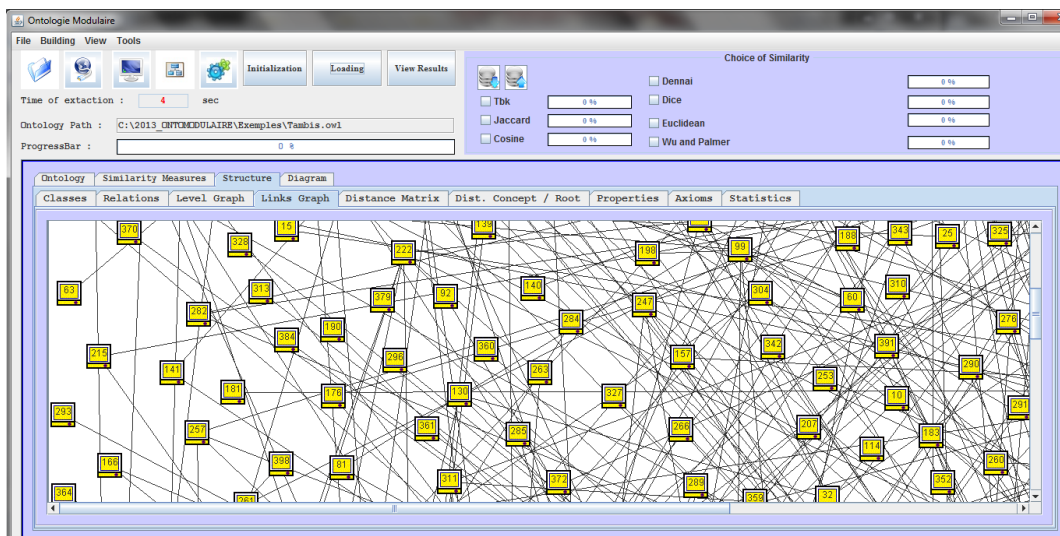 Ontologie Modulaire
File Building View Tools
Initialization Loading View Results
Time of extaction : 4 sec
Ontology Path : C:\2013_ONTOMODULAIRE\Exemples\Tambis.owl
ProgressBar : 0 %
Choice of Similarity
Tbk 0 %
Jaccard 0 %
Cosine 0 %
Dennai 0 %
Dice 0 %
Euclidean 0 %
Wu and Palmer 0 %
Ontology Similarity Measures Structure Diagram
Classes Relations Level Graph Links Graph Distance Matrix Dist. Concept / Root Properties Axioms Statistics
370 328 15 222 139 198 99 188 343 25 325
63 282 313 379 92 140 284 247 304 60 310 276
215 384 190 296 360 157 342 391 290
141 181 176 130 263 327 253 10 291
293 257 361 285 266 207 114 183
166 398 81 311 372 289 352 260
364 261 359 32